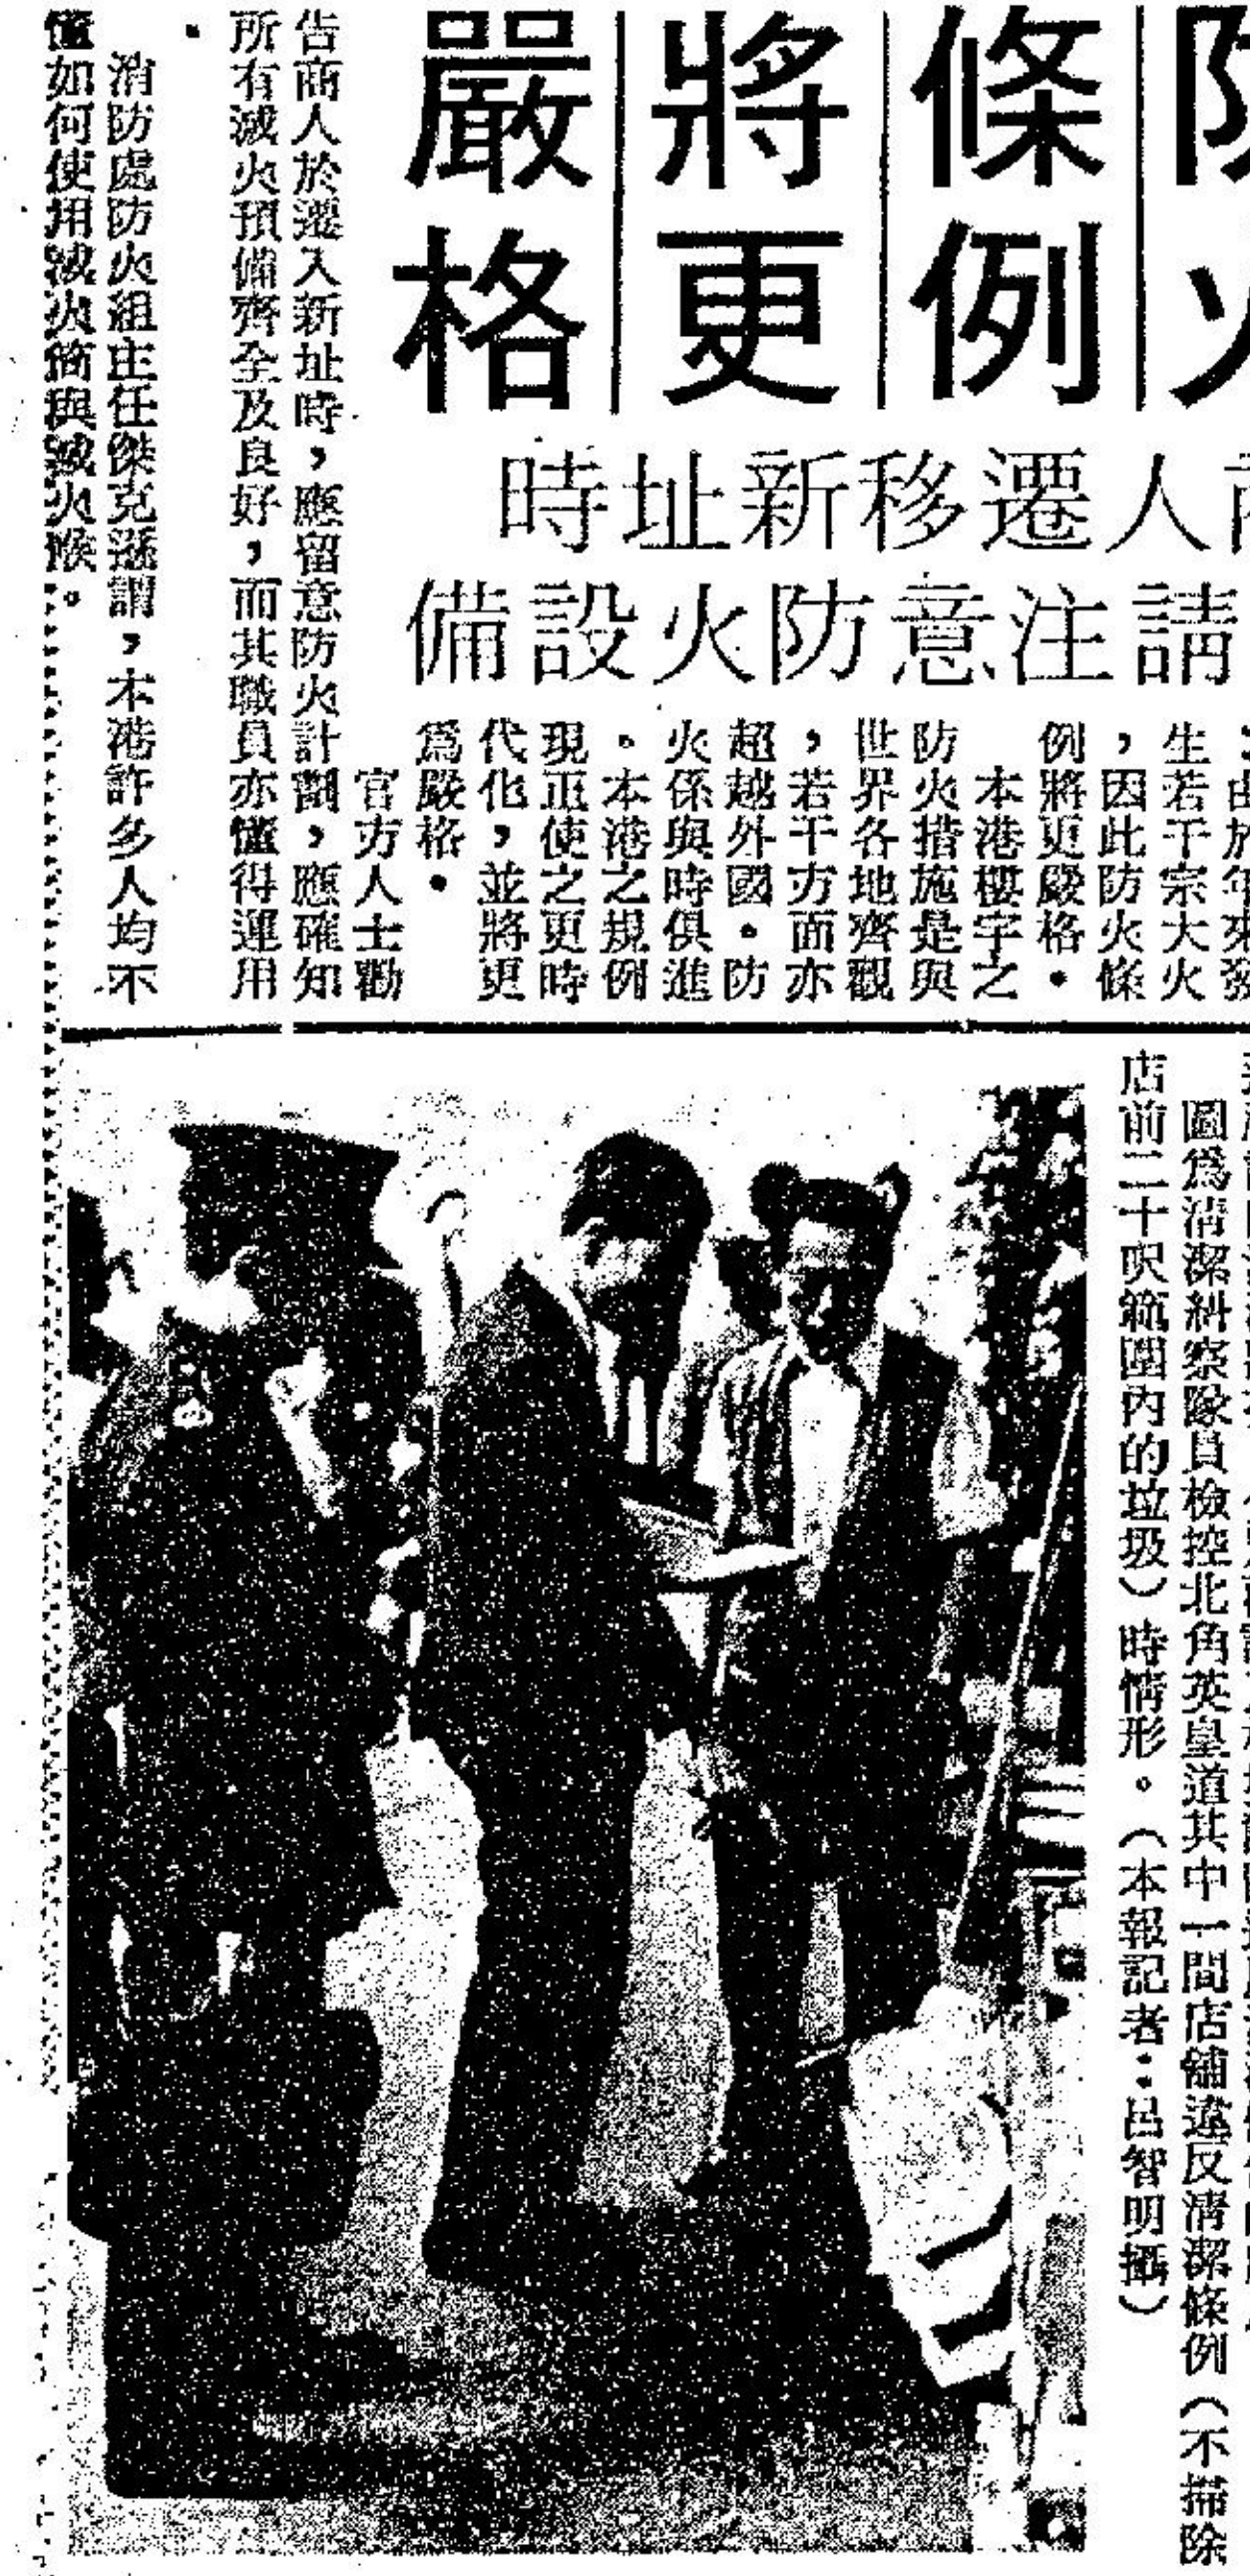 條例
將更
嚴格
人遷移新址時
請注意防火設備
生若干宗大火
，因此防火條
例將更嚴格．
本港樓宇之
防火措施是與
世界各地齊觀
，若干方面亦
超越外國．防
火係與時俱進
．本港之規例
現正使之更時
代化，並將更
為嚴格．
官方人士勸
告商人於遷入新址時，應留意防火計劃，應確知
所有滅火預備齊全及良好，而其職員亦懂得運用
．
消防處防火組主任傑克遜謂，本港許多人均不
懂如何使用滅火筒與滅火喉。
圖為清潔糾察隊員檢控北角英皇道其中一間店舖違反清潔條例（不掃除
店前二十呎範圍內的垃圾）時情形。（本報記者：呂智明攝）